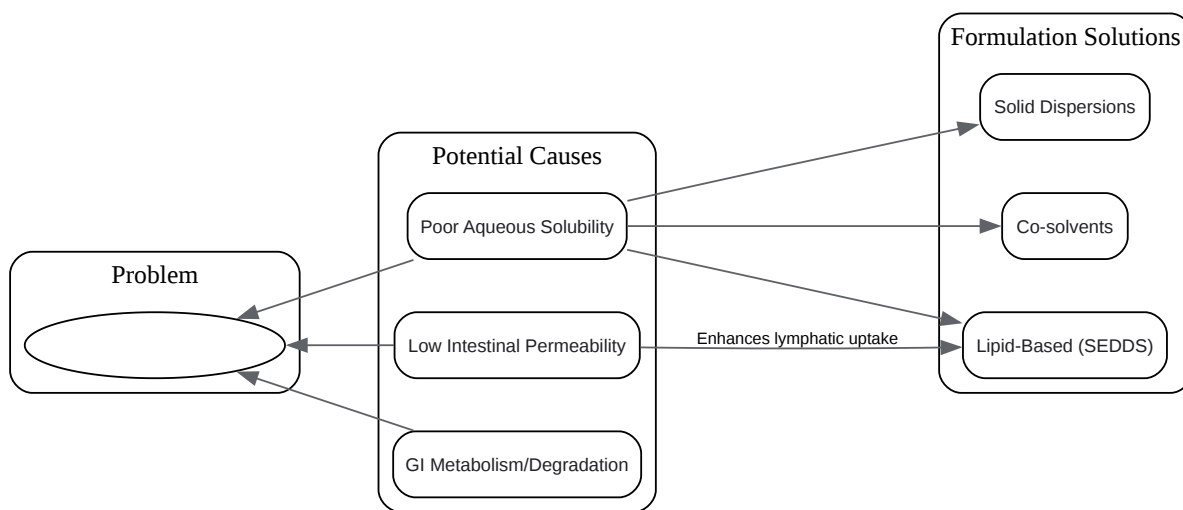 Problem
Potential Causes
Poor Aqueous Solubility
Low Intestinal Permeability
GI Metabolism/Degradation
Enhances lymphatic uptake
Formulation Solutions
Solid Dispersions
Co-solvents
Lipid-Based (SEDDS)